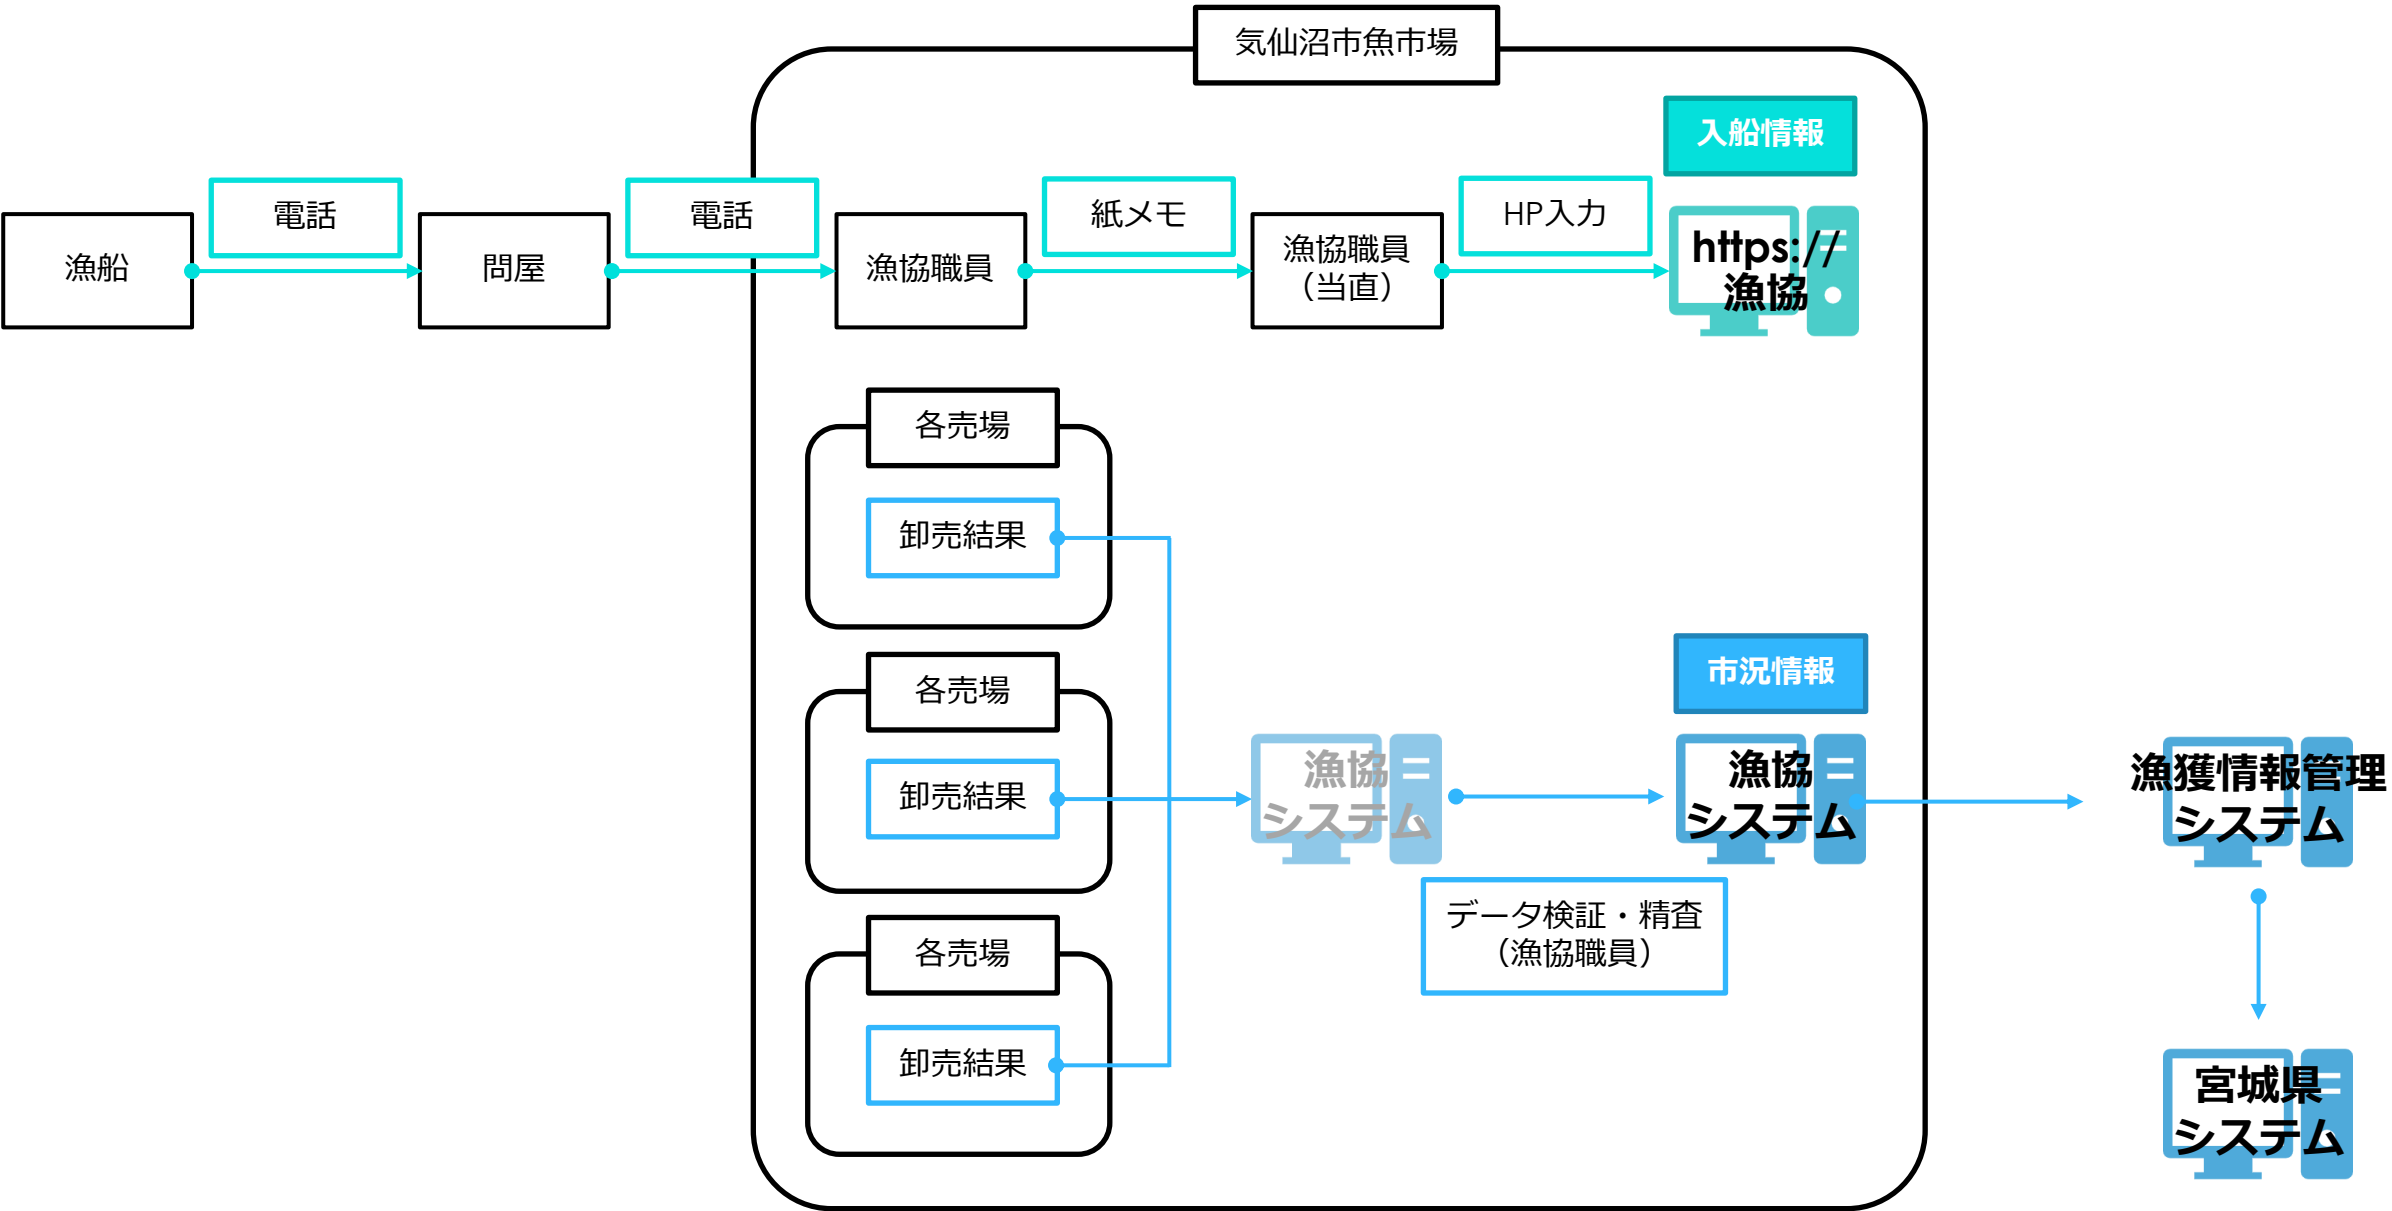 気仙沼市魚市場
入船情報
電話
電話
紙メモ
HP入力
漁船
問屋
漁協職員
漁協職員
（当直）
https://
漁協
各売場
卸売結果
各売場
卸売結果
各売場
卸売結果
漁協
システム
市況情報
漁協
システム
データ検証・精査
（漁協職員）
漁獲情報管理
システム
宮城県
システム